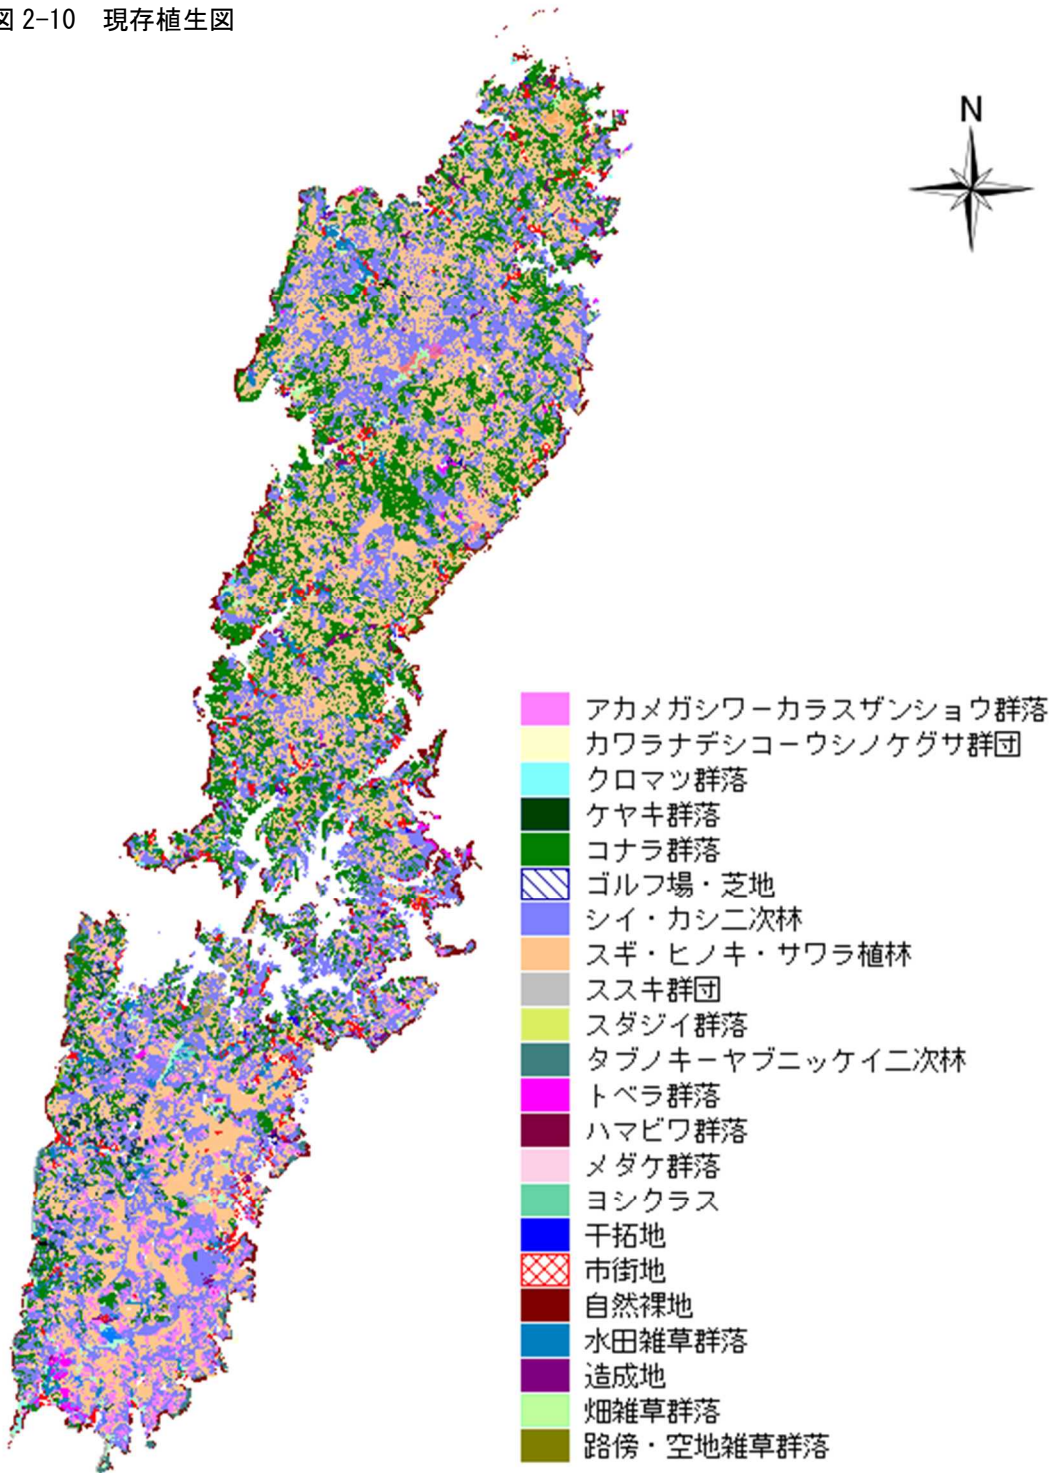 図 2-10　現存植生図
N
アカメガシワーカラスザンショウ群落
カワラナデシコーウシノケグサ群団
クロマツ群落
ケヤキ群落
コナラ群落
ゴルフ場・芝地
シイ・カシ二次林
スギ・ヒノキ・サワラ植林
ススキ群団
スダジイ群落
タブノキーヤブニッケイ二次林
トベラ群落
ハマビワ群落
メダケ群落
ヨシクラス
干拓地
市街地
自然裸地
水田雑草群落
造成地
畑雑草群落
路傍・空地雑草群落